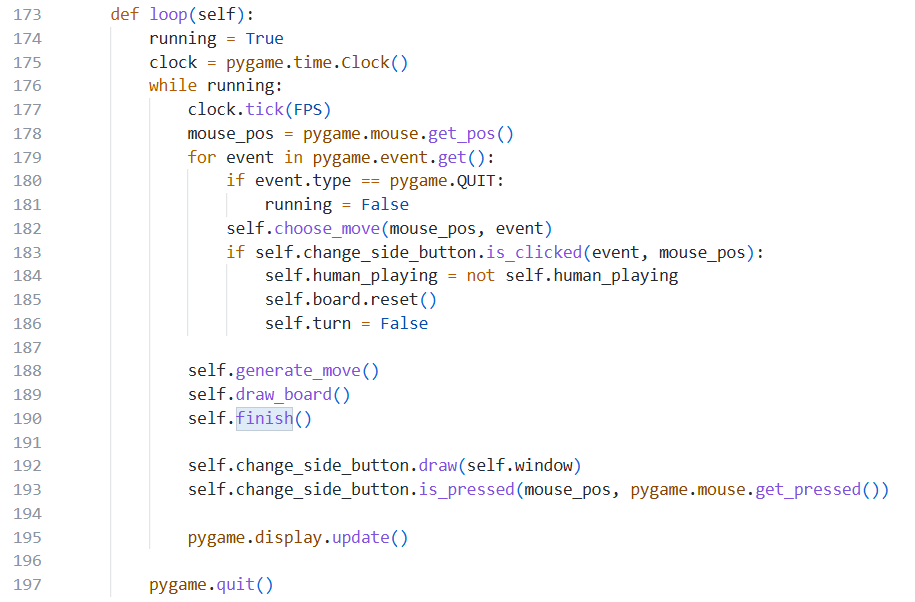 173 def loop(self):
174 running = True
175 clock = pygame.time.Clock()
176 while running:
177 clock.tick(FPS)
178 mouse_pos = pygame.mouse.get_pos()
179 for event in pygame.event.get():
180 if event.type == pygame.QUIT:
181 running = False
182 self.choose_move(mouse_pos, event)
183 if self.change_side_button.is_clicked(event, mouse_pos):
184 self.human_playing = not self.human_playing
185 self.board.reset()
186 self.turn = False
187
188 self.generate_move()
189 self.draw_board()
190 self.finish()
191
192 self.change_side_button.draw(self.window)
193 self.change_side_button.is_pressed(mouse_pos, pygame.mouse.get_pressed())
194
195 pygame.display.update()
196
197 pygame.quit()